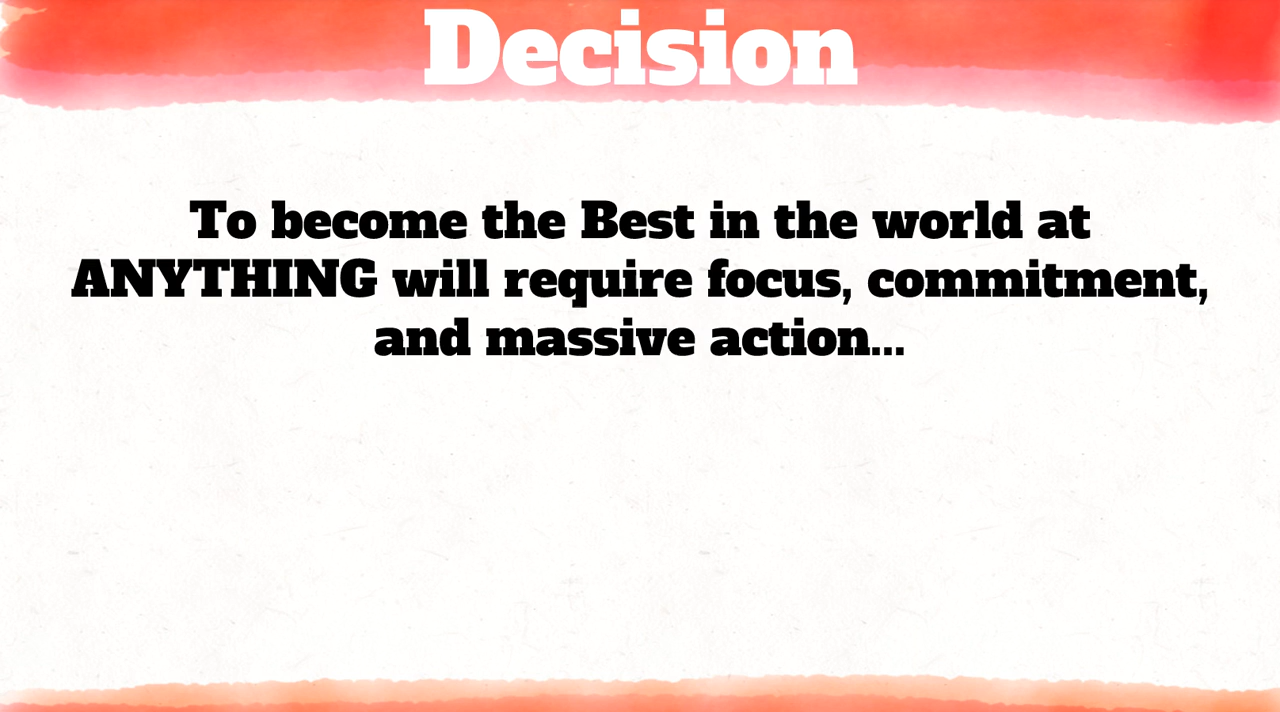 Decision
To become the Best in the world at
ANYTHING will require focus, commitment,
and massive action...